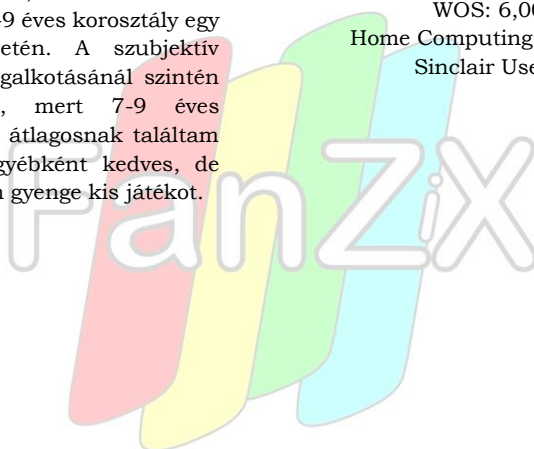 -9 éves korosztály egy
etén. A szubjektív
galkotásánál szintén
mert 7-9 éves
átlagosnak találtam
gyébként kedves, de
gyenge kis játékot.
WOS: 6,00
Home Computing
Sinclair Use
FanZiX